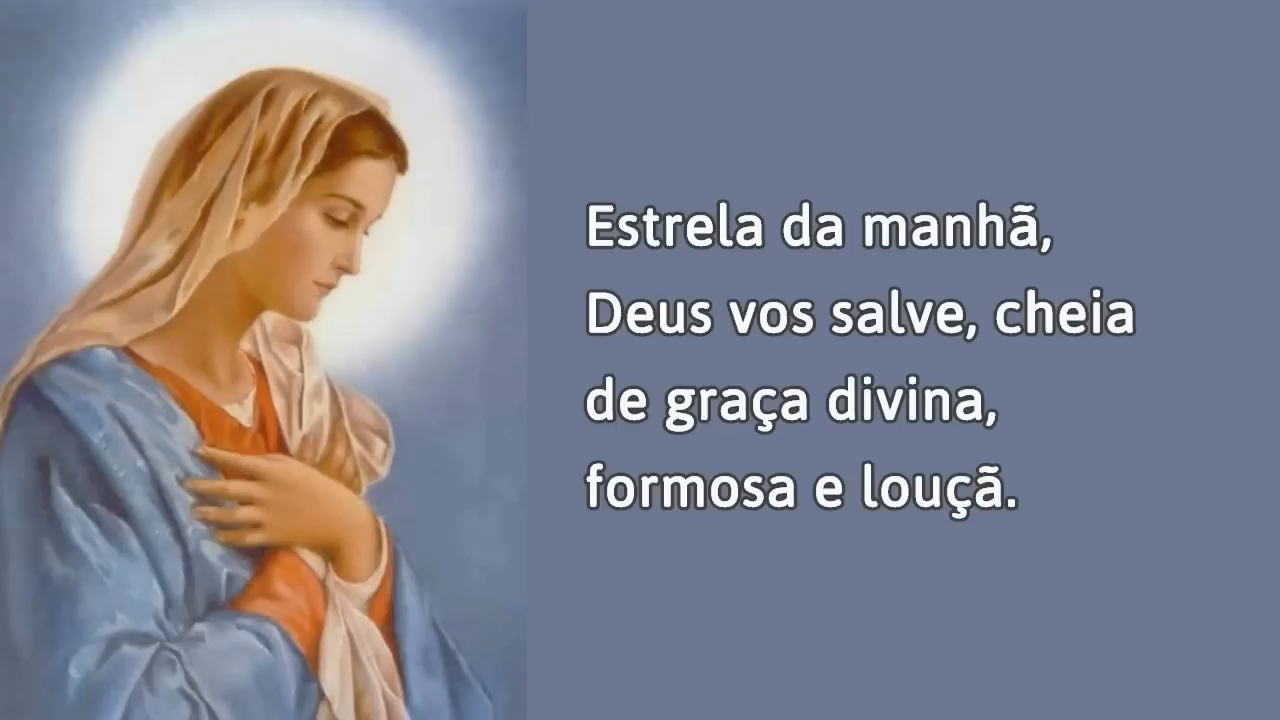 Estrela da manhã,
Deus vos salve, cheia
de graça divina,
formosa e louçã.